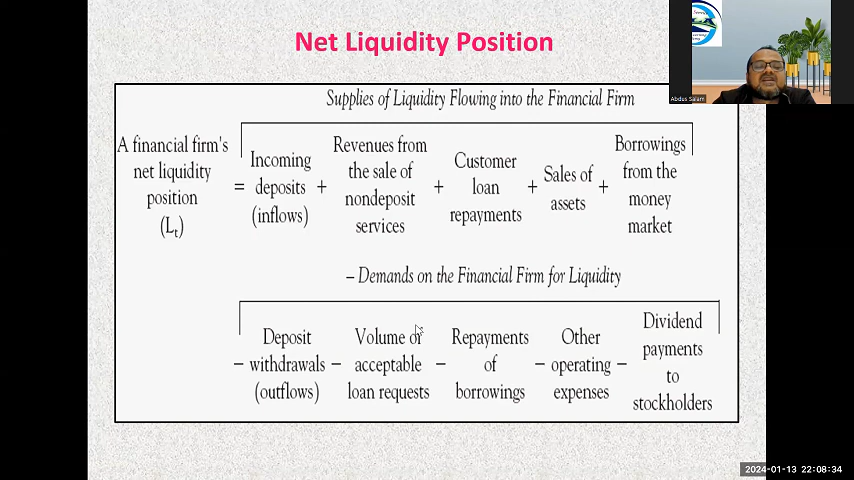 Net Liquidity Position
Abdus Salam
Supplies of Liquidity Flowing into the Financial Firm
A financial firm's
net liquidity
position
(Lt)
=
Incoming
deposits
(inflows)
+
Revenues from
the sale of
nondeposit
services
+
Customer
loan
repayments
+
Sales of
assets
+
Borrowings
from the
money
market
– Demands on the Financial Firm for Liquidity
–
Deposit
withdrawals
(outflows)
–
Volume of
acceptable
loan requests
–
Repayments
of
borrowings
–
Other
operating
expenses
–
Dividend
payments
to
stockholders
2024-01-13 22:08:34